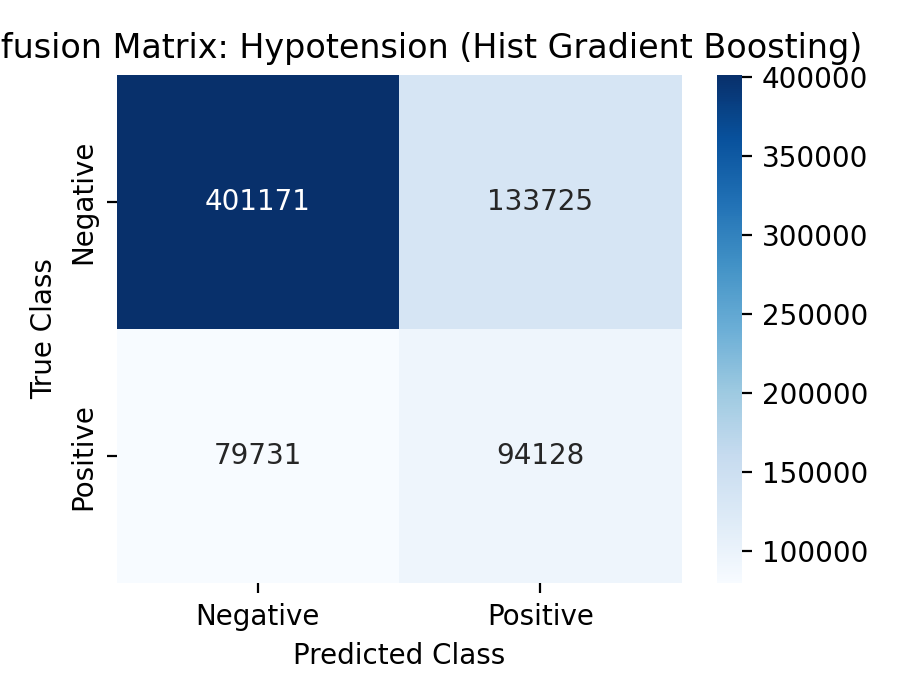 fusion Matrix: Hypotension (Hist Gradient Boosting)
True Class
Negative
Positive
401171
133725
79731
94128
Negative
Positive
Predicted Class
400000
350000
300000
250000
200000
150000
100000